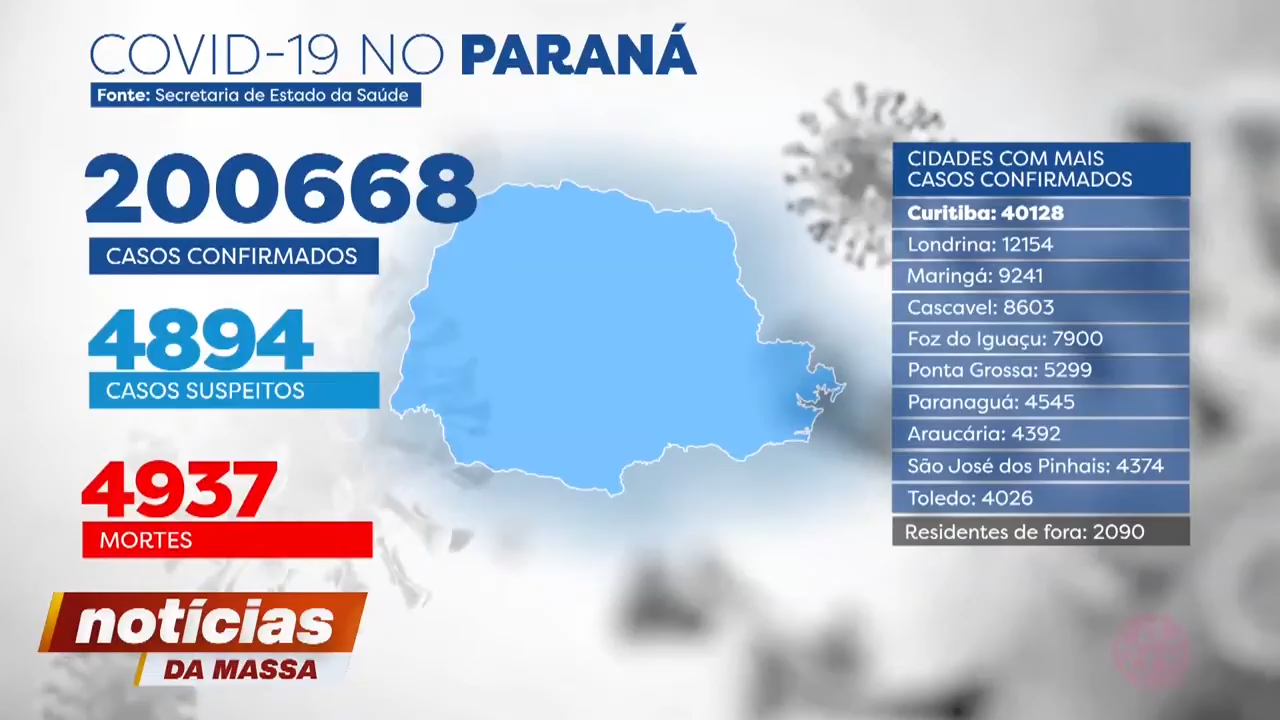 COVID-19 NO PARANÁ
Fonte: Secretaria de Estado da Saúde
200668
CASOS CONFIRMADOS
4894
CASOS SUSPEITOS
4937
MORTES
notícias
DA MASSA
CIDADES COM MAIS
CASOS CONFIRMADOS
Curitiba: 40128
Londrina: 12154
Maringá: 9241
Cascavel: 8603
Foz do Iguaçu: 7900
Ponta Grossa: 5299
Paranaguá: 4545
Araucária: 4392
São José dos Pinhais: 4374
Toledo: 4026
Residentes de fora: 2090